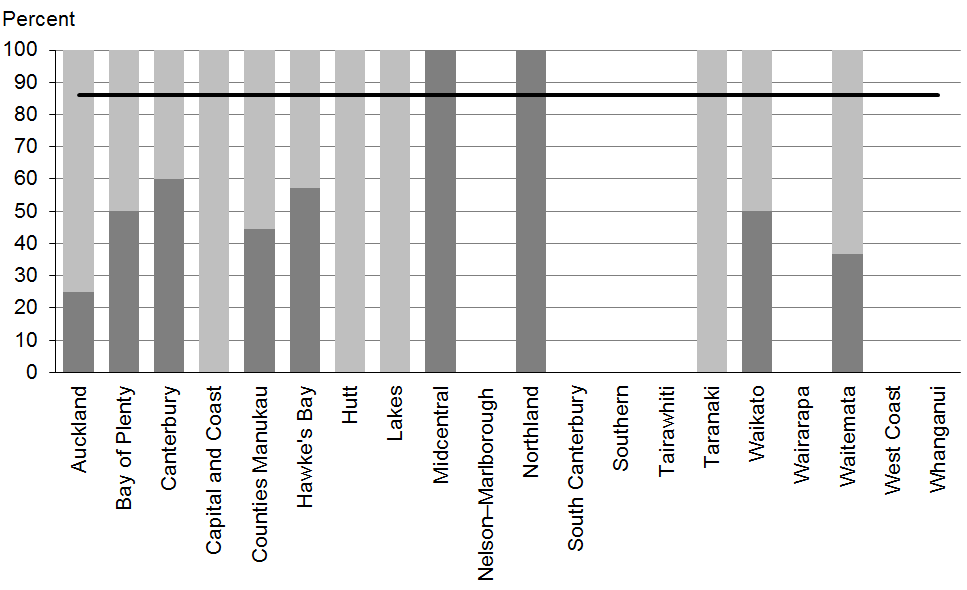 Percent
100
90
80
70
60
50
40
30
20
10
0
Auckland
Bay of Plenty
Canterbury
Capital and Coast
Counties Manukau
Hawke's Bay
Hutt
Lakes
Midcentral
Nelson–Marlborough
Northland
South Canterbury
Southern
Tairawhiti
Taranaki
Waikato
Wairarapa
Waitemata
West Coast
Whanganui